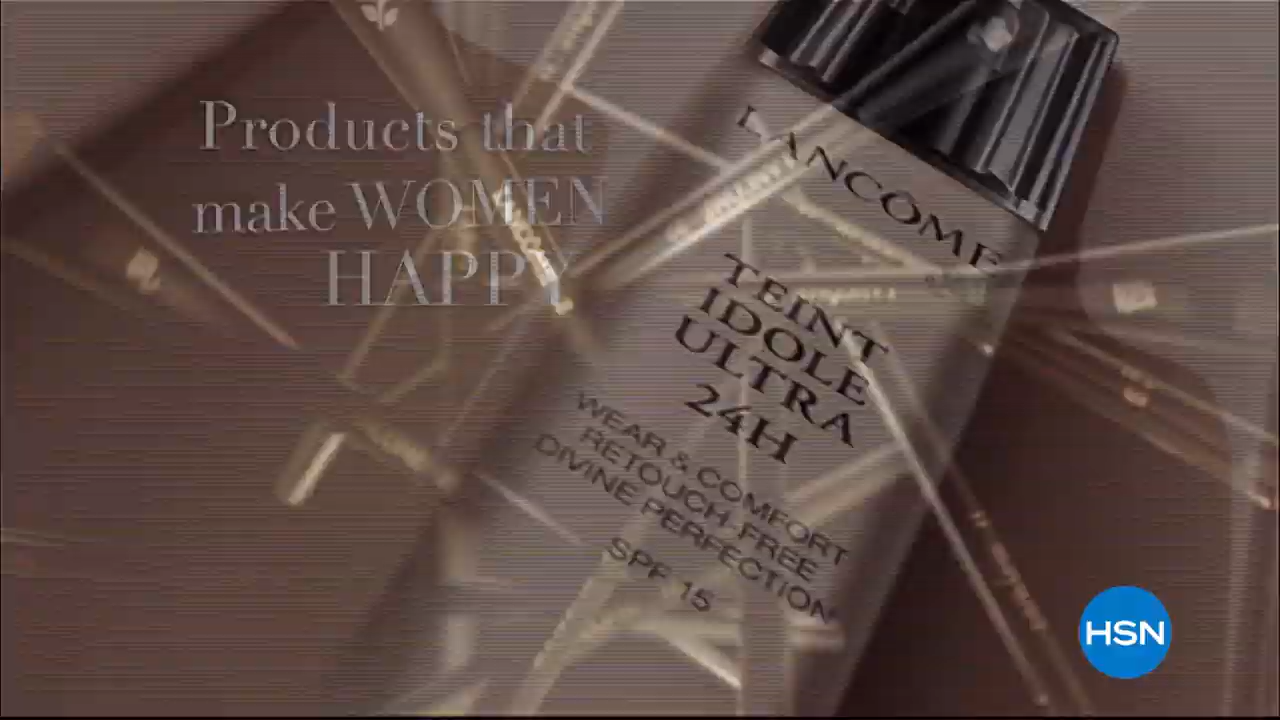 Products that
make WOMEN
HAPPY
LANCÔME
TEINT
IDOLE
ULTRA
24H
WEAR & COMFORT
RETOUCH-FREE
DIVINE PERFECTION
SPF 15
HSN